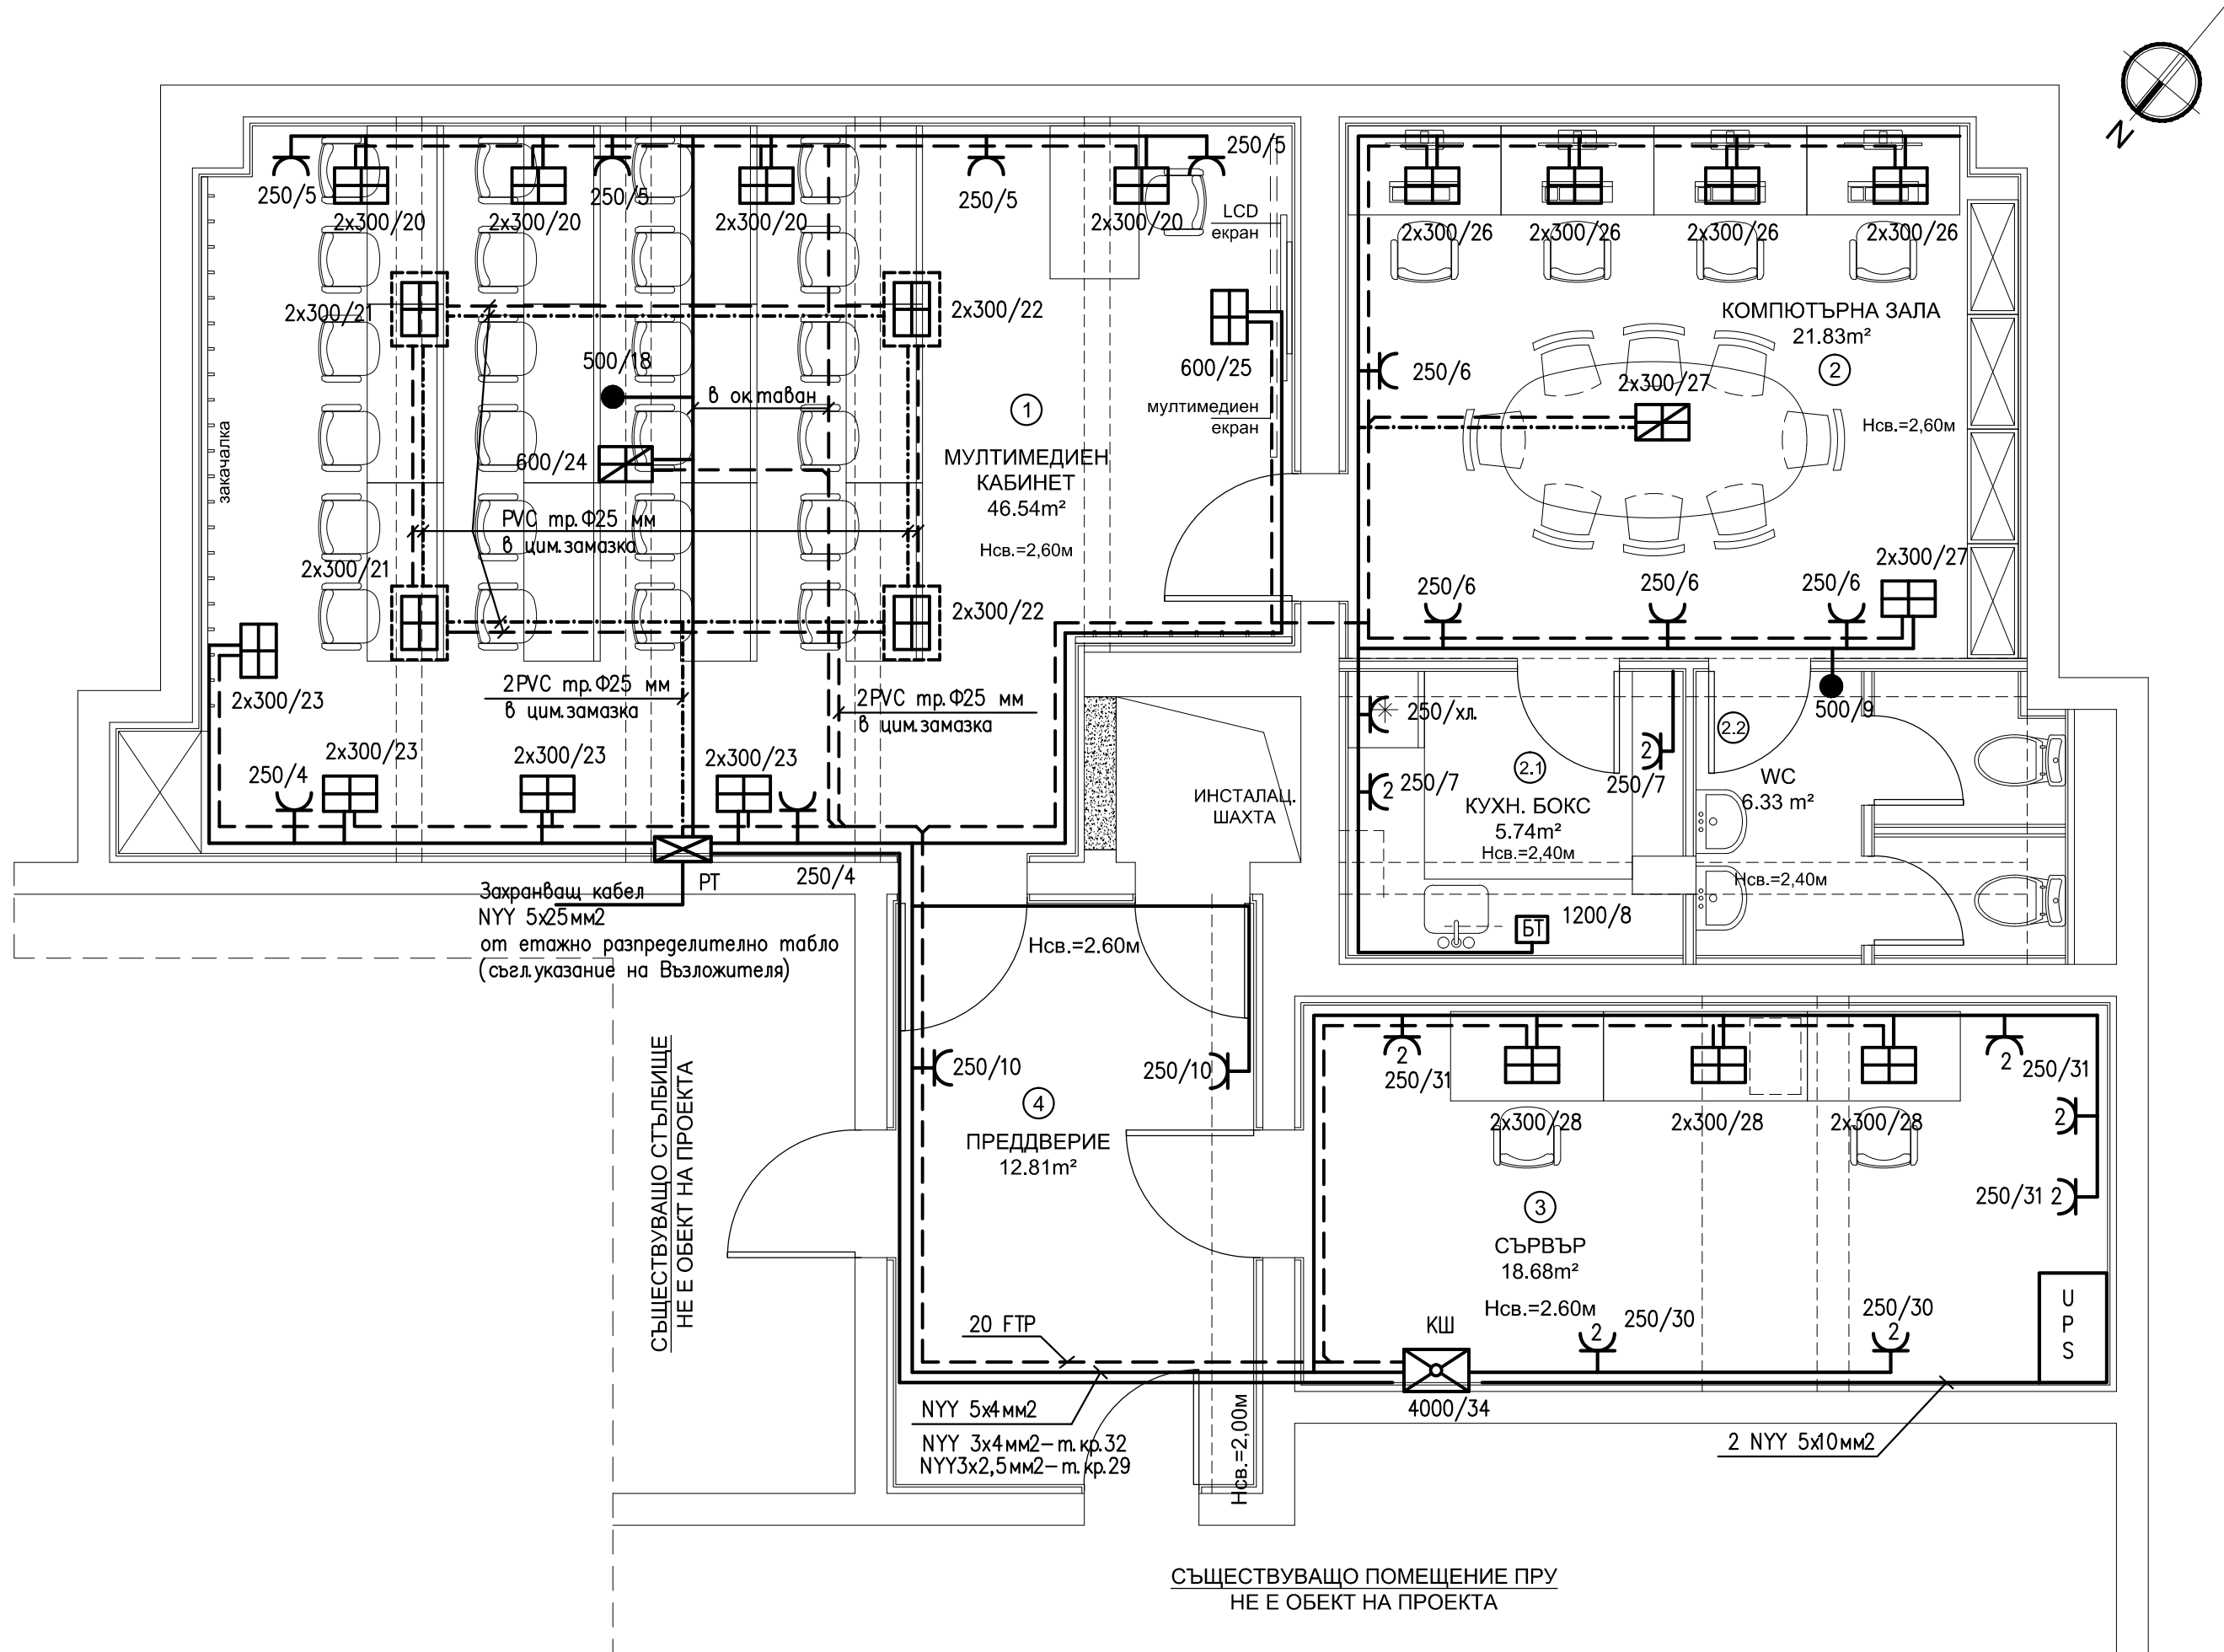 N
250/5
250/5
250/5
250/5
2x300/20
2x300/20
2x300/20
2x300/20
LCD
екран
2x300/26
2x300/26
2x300/26
2x300/26
2x300/21
2x300/22
600/25
500/18
в ок.таван
600/24
закачалка
1
МУЛТИМЕДИЕН
КАБИНЕТ
46.54m²
Нсв.=2,60м
мултимедиен
екран
КОМПЮТЪРНА ЗАЛА
21.83m²
2
250/6
2x300/27
Нсв.=2,60м
PVC тр.Ф25 мм
в цим.замазка
2x300/21
2x300/22
2x300/27
250/6
250/6
250/6
2x300/23
2PVC тр.Ф25 мм
в цим.замазка
2PVC тр.Ф25 мм
в цим.замазка
250/хл.
500/9
2.2
2x300/23
2x300/23
2x300/23
250/4
250/4
2
250/7
2
250/7
2.1
КУХН. БОКС
5.74m²
Нсв.=2,40м
WC
6.33 m²
Нсв.=2,40м
ИНСТАЛАЦ.
ШАХТА
РТ
Захранващ кабел
NYY 5x25мм2
от етажно разпределително табло
(съгл.указание на Възложителя)
Нсв.=2.60м
БТ
1200/8
250/10
250/10
4
ПРЕДДВЕРИЕ
12.81m²
СЪЩЕСТВУВАЩО СТЪЛБИЩЕ
НЕ Е ОБЕКТ НА ПРОЕКТА
2
250/31
2
250/31
2
250/31 2
2x300/28
2x300/28
2x300/28
3
СЪРВЪР
18.68m²
Нсв.=2.60м
КШ
4000/34
2
250/30
250/30
2
U
P
S
20 FTP
NYY 5x4мм2
NYY 3x4мм2-т.кр.32
NYY3x2,5мм2-т.кр.29
Нсв.=2,00м
2 NYY 5x10мм2
СЪЩЕСТВУВАЩО ПОМЕЩЕНИЕ ПРУ
НЕ Е ОБЕКТ НА ПРОЕКТА